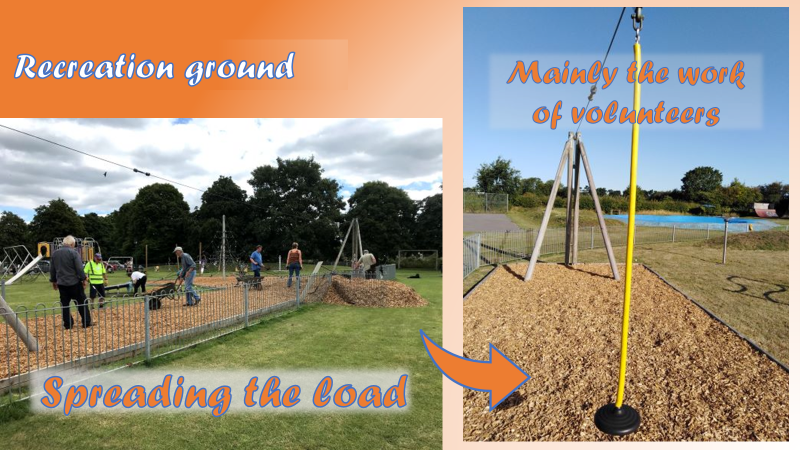 Recreation ground
Mainly the work
of volunteers
Spreading the load